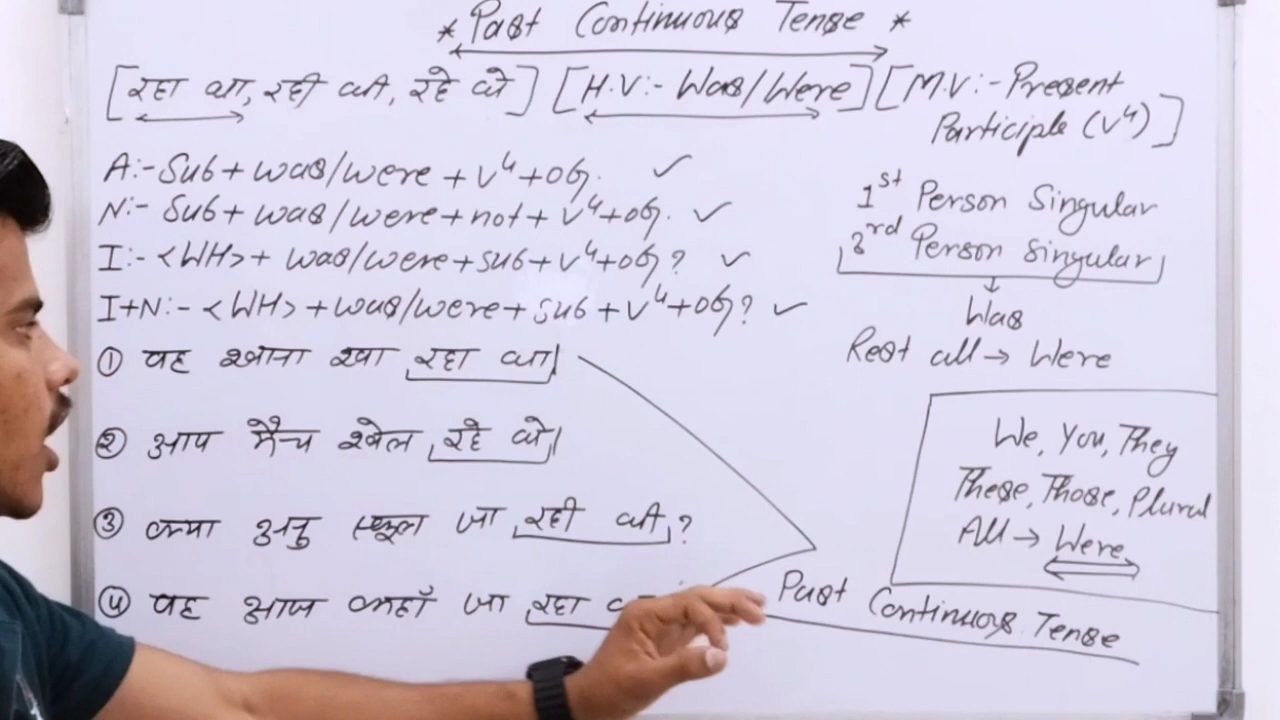 * Past Continuous Tense *
[रहा था, रही थी, रहे थे] [H.V:- Was/Were] [M.V:- Present Participle (V⁴)]
A:- Sub + was/were + V⁴ + obj. ✓
N:- Sub + was/were + not + V⁴ + obj. ✓
I:- <WH> + was/were + sub + V⁴ + obj? ✓
I+N:- <WH> + was/were + sub + V⁴ + obj? ✓
1st Person Singular
3rd Person Singular
↓
Was
Rest all → Were
① वह खाना खा रहा था।
② आप मैच खेल रहे थे।
③ क्या अनु स्कूल जा रही थी?
④ वह आज कहाँ जा रहा
We, You, They
These, Those, Plural
All → Were
Past Continuous Tense